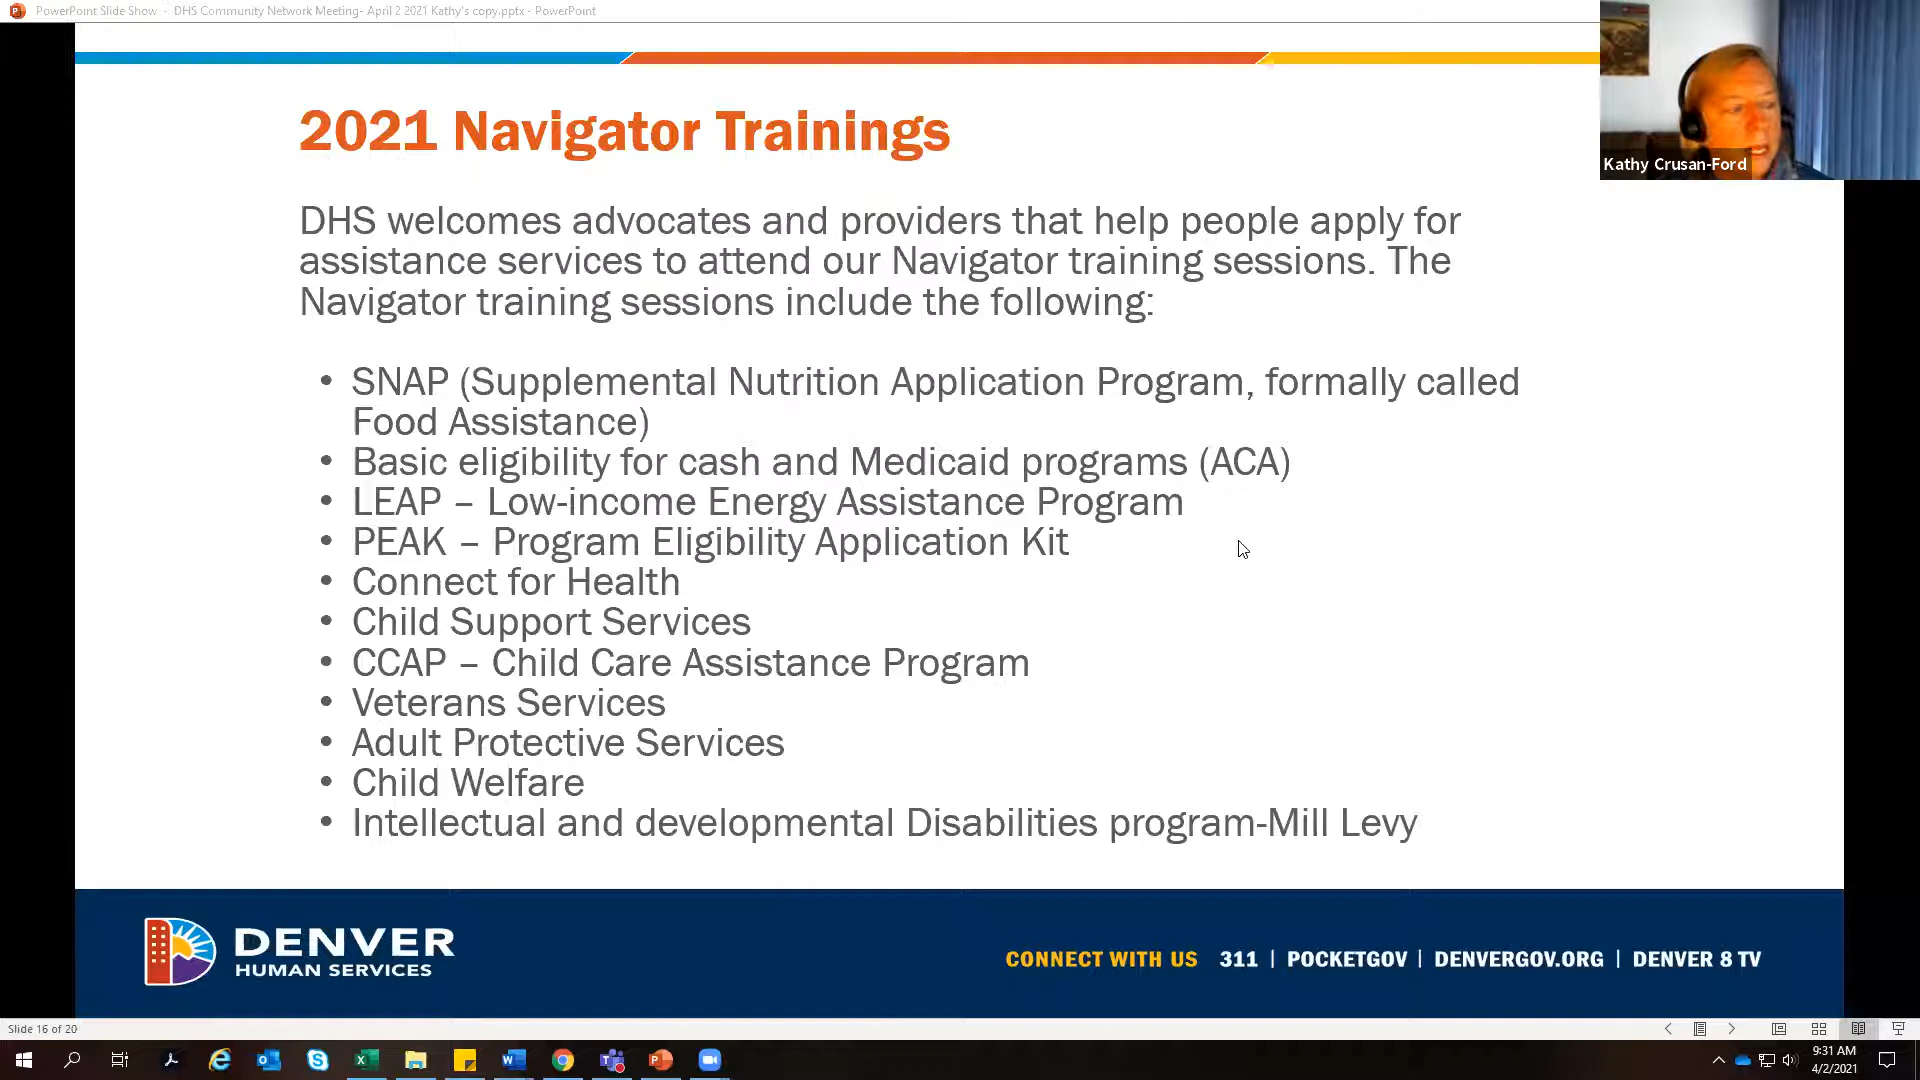 PowerPoint Slide Show - DHS Community Network Meeting- April 2 2021 Kathy's copy.pptx - PowerPoint
Kathy Crusan-Ford
2021 Navigator Trainings
DHS welcomes advocates and providers that help people apply for
assistance services to attend our Navigator training sessions. The
Navigator training sessions include the following:
• SNAP (Supplemental Nutrition Application Program, formally called
Food Assistance)
• Basic eligibility for cash and Medicaid programs (ACA)
• LEAP – Low-income Energy Assistance Program
• PEAK – Program Eligibility Application Kit
• Connect for Health
• Child Support Services
• CCAP – Child Care Assistance Program
• Veterans Services
• Adult Protective Services
• Child Welfare
• Intellectual and developmental Disabilities program-Mill Levy
DENVER
HUMAN SERVICES
CONNECT WITH US 311 | POCKETGOV | DENVERGOV.ORG | DENVER 8 TV
Slide 16 of 20
9:31 AM
4/2/2021